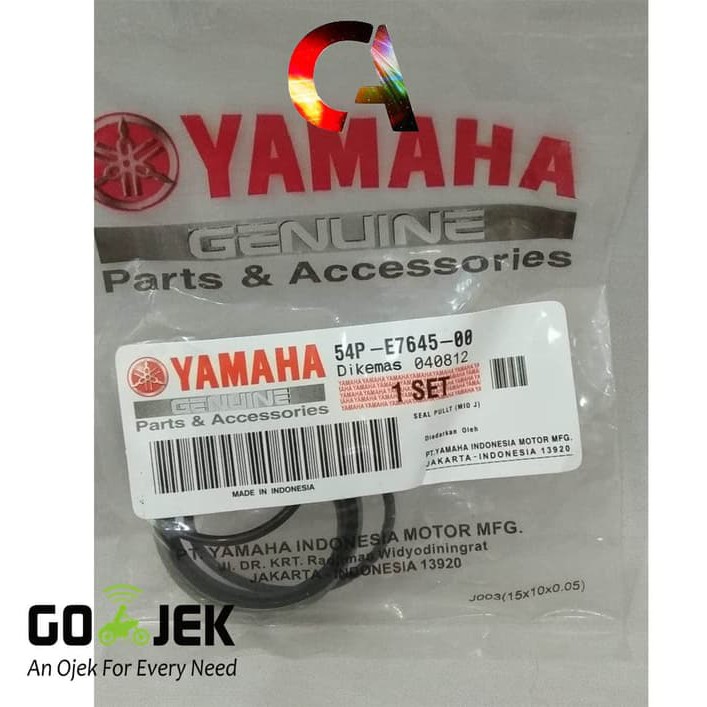 CA
YAMAHA
GENUINE
Parts & Accessories
YAMAHA
GENUINE
Parts & Accessories
54P-E7645-00
Dikemas 040812
1 SET
SEAL PULLY (MIO J)
Diedarkan Oleh
PT.YAMAHA INDONESIA MOTOR MFG.
JAKARTA-INDONESIA 13920
MADE IN INDONESIA
PT. YAMAHA INDONESIA MOTOR MFG.
JL. DR. KRT. Radjiman Widyodiningrat
JAKARTA-INDONESIA 13920
J003(15x10x0.05)
GOJEK
An Ojek For Every Need